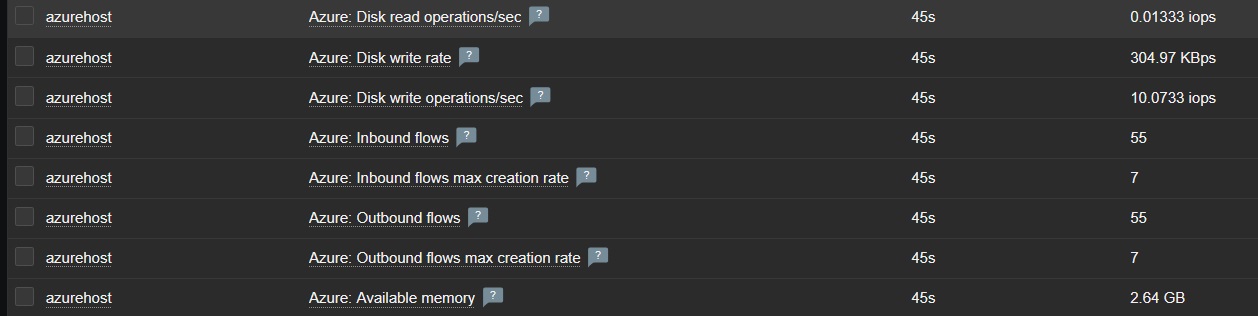 azurehost Azure: Disk read operations/sec ? 45s 0.01333 iops
azurehost Azure: Disk write rate ? 45s 304.97 KBps
azurehost Azure: Disk write operations/sec ? 45s 10.0733 iops
azurehost Azure: Inbound flows ? 45s 55
azurehost Azure: Inbound flows max creation rate ? 45s 7
azurehost Azure: Outbound flows ? 45s 55
azurehost Azure: Outbound flows max creation rate ? 45s 7
azurehost Azure: Available memory ? 45s 2.64 GB